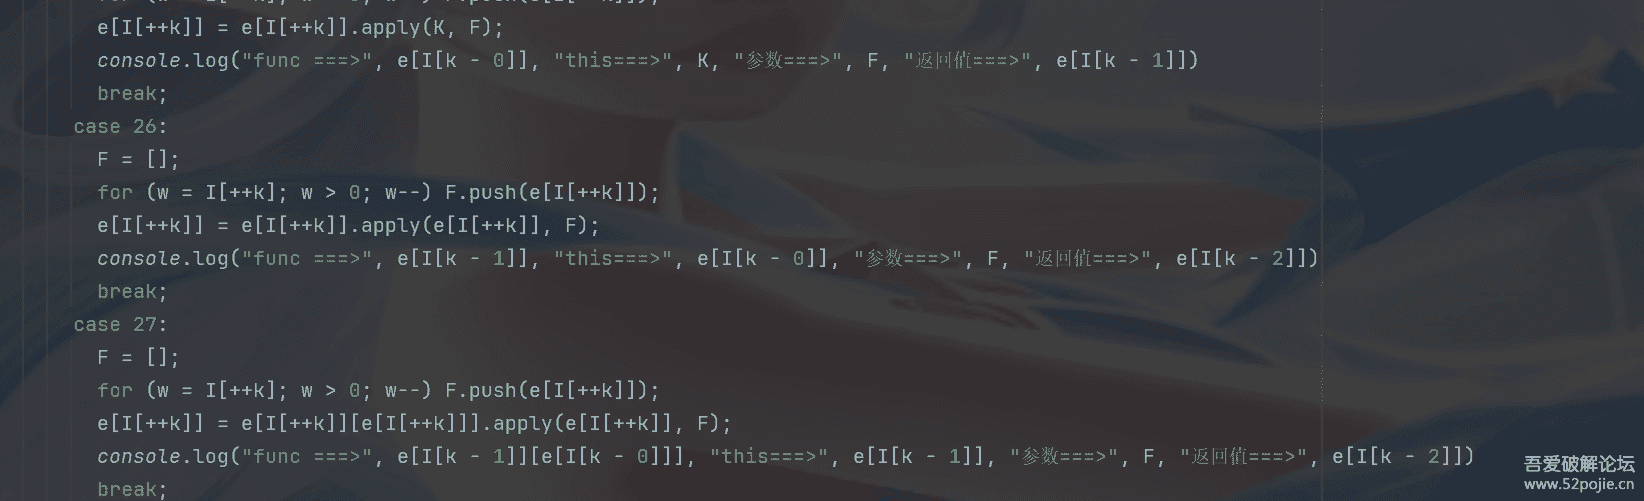 e[I[++k]] = e[I[++k]].apply(K, F);
console.log("func ===>", e[I[k - 0]], "this===>", K, "参数===>", F, "返回值===>", e[I[k - 1]])
break;
case 26:
F = [];
for (w = I[++k]; w > 0; w--) F.push(e[I[++k]]);
e[I[++k]] = e[I[++k]].apply(e[I[++k]], F);
console.log("func ===>", e[I[k - 1]], "this===>", e[I[k - 0]], "参数===>", F, "返回值===>", e[I[k - 2]])
break;
case 27:
F = [];
for (w = I[++k]; w > 0; w--) F.push(e[I[++k]]);
e[I[++k]] = e[I[++k]][e[I[++k]]].apply(e[I[++k]], F);
console.log("func ===>", e[I[k - 1]][e[I[k - 0]]], "this===>", e[I[k - 1]], "参数===>", F, "返回值===>", e[I[k - 2]])
break;
吾爱破解论坛
www.52pojie.cn